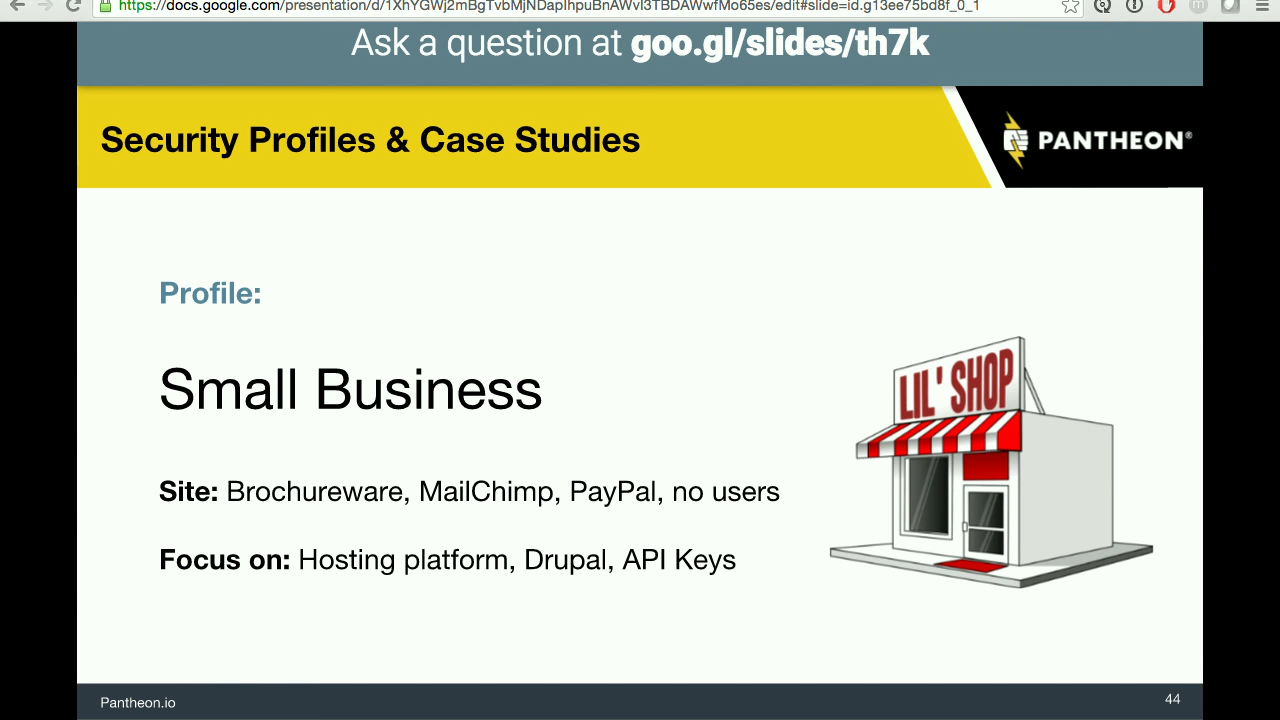 https://docs.google.com/presentation/d/1XhYGWj2mBgTvbMjNDapIhpuBnAWvl3TBDAWwfMo65es/edit#slide=id.g13ee75bd8f_0_1
Ask a question at goo.gl/slides/th7k
Security Profiles & Case Studies
PANTHEON®
Profile:
Small Business
LIL' SHOP
Site: Brochureware, MailChimp, PayPal, no users
Focus on: Hosting platform, Drupal, API Keys
Pantheon.io
44